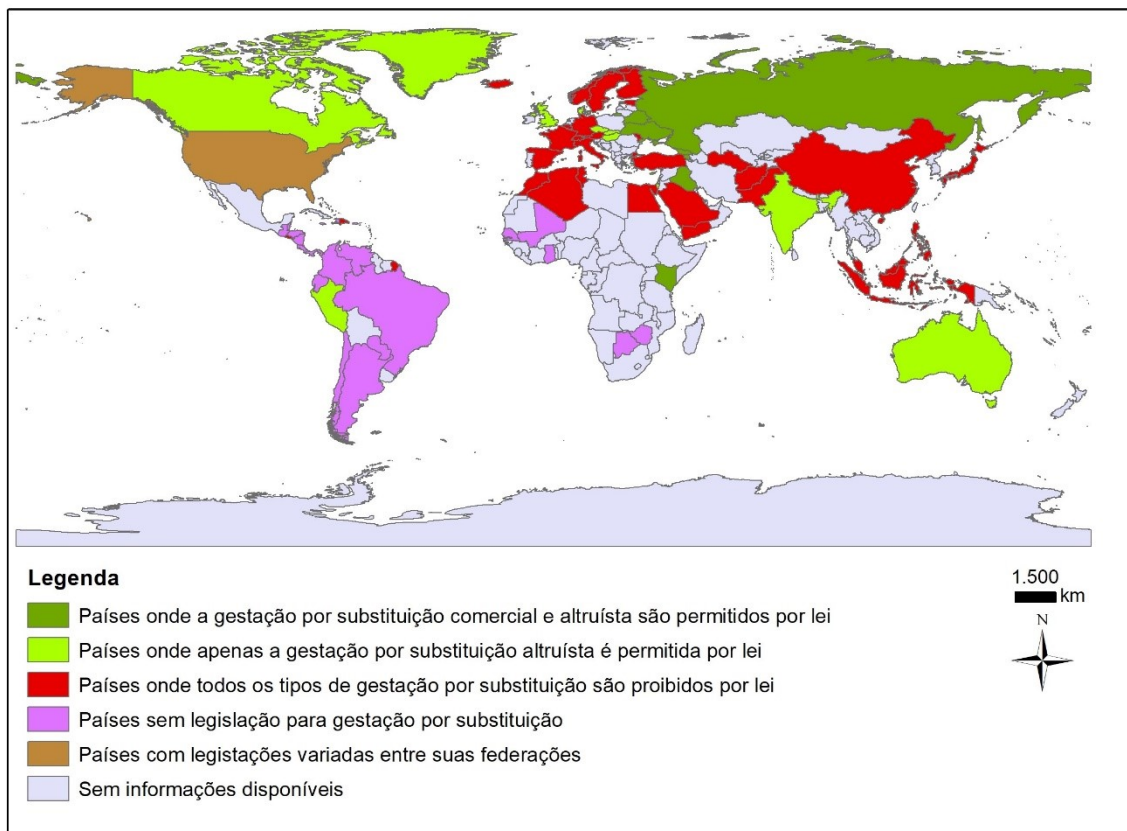 Legenda
Países onde a gestação por substituição comercial e altruísta são permitidos por lei
Países onde apenas a gestação por substituição altruísta é permitida por lei
Países onde todos os tipos de gestação por substituição são proibidos por lei
Países sem legislação para gestação por substituição
Países com legistações variadas entre suas federações
Sem informações disponíveis
1.500
km
N